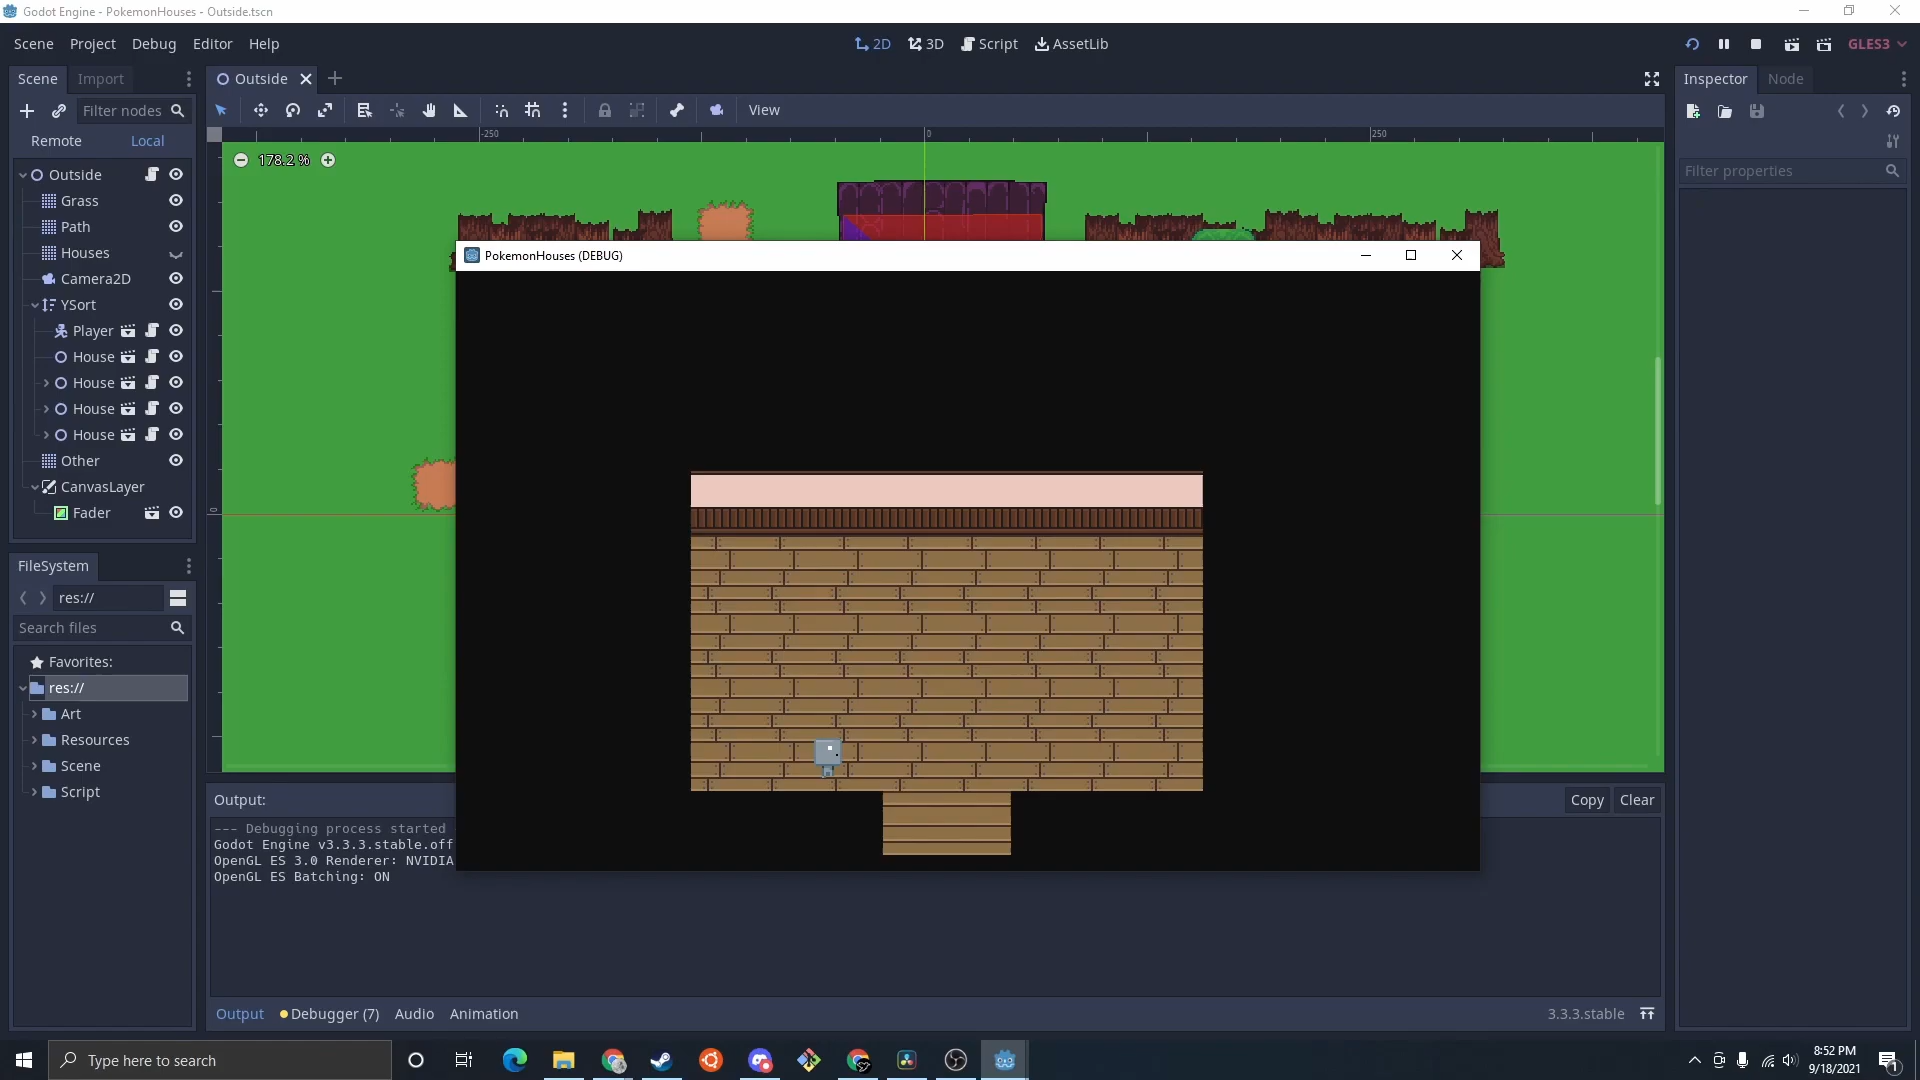 Godot Engine - PokemonHouses - Outside.tscn
Scene Project Debug Editor Help
2D 3D Script AssetLib
GLES3
Scene Import
Outside
Inspector Node
Filter nodes
View
Remote Local
-250 0 250
178.2 %
Filter properties
Outside
Grass
Path
Houses
Camera2D
YSort
Player
House
House
House
House
Other
CanvasLayer
Fader
PokemonHouses (DEBUG)
0
FileSystem
res://
Search files
Favorites:
res://
Art
Resources
Scene
Script
Output:
Copy Clear
--- Debugging process started
Godot Engine v3.3.3.stable.off
OpenGL ES 3.0 Renderer: NVIDIA
OpenGL ES Batching: ON
Output Debugger (7) Audio Animation
3.3.3.stable
Type here to search
8:52 PM
9/18/2021
1